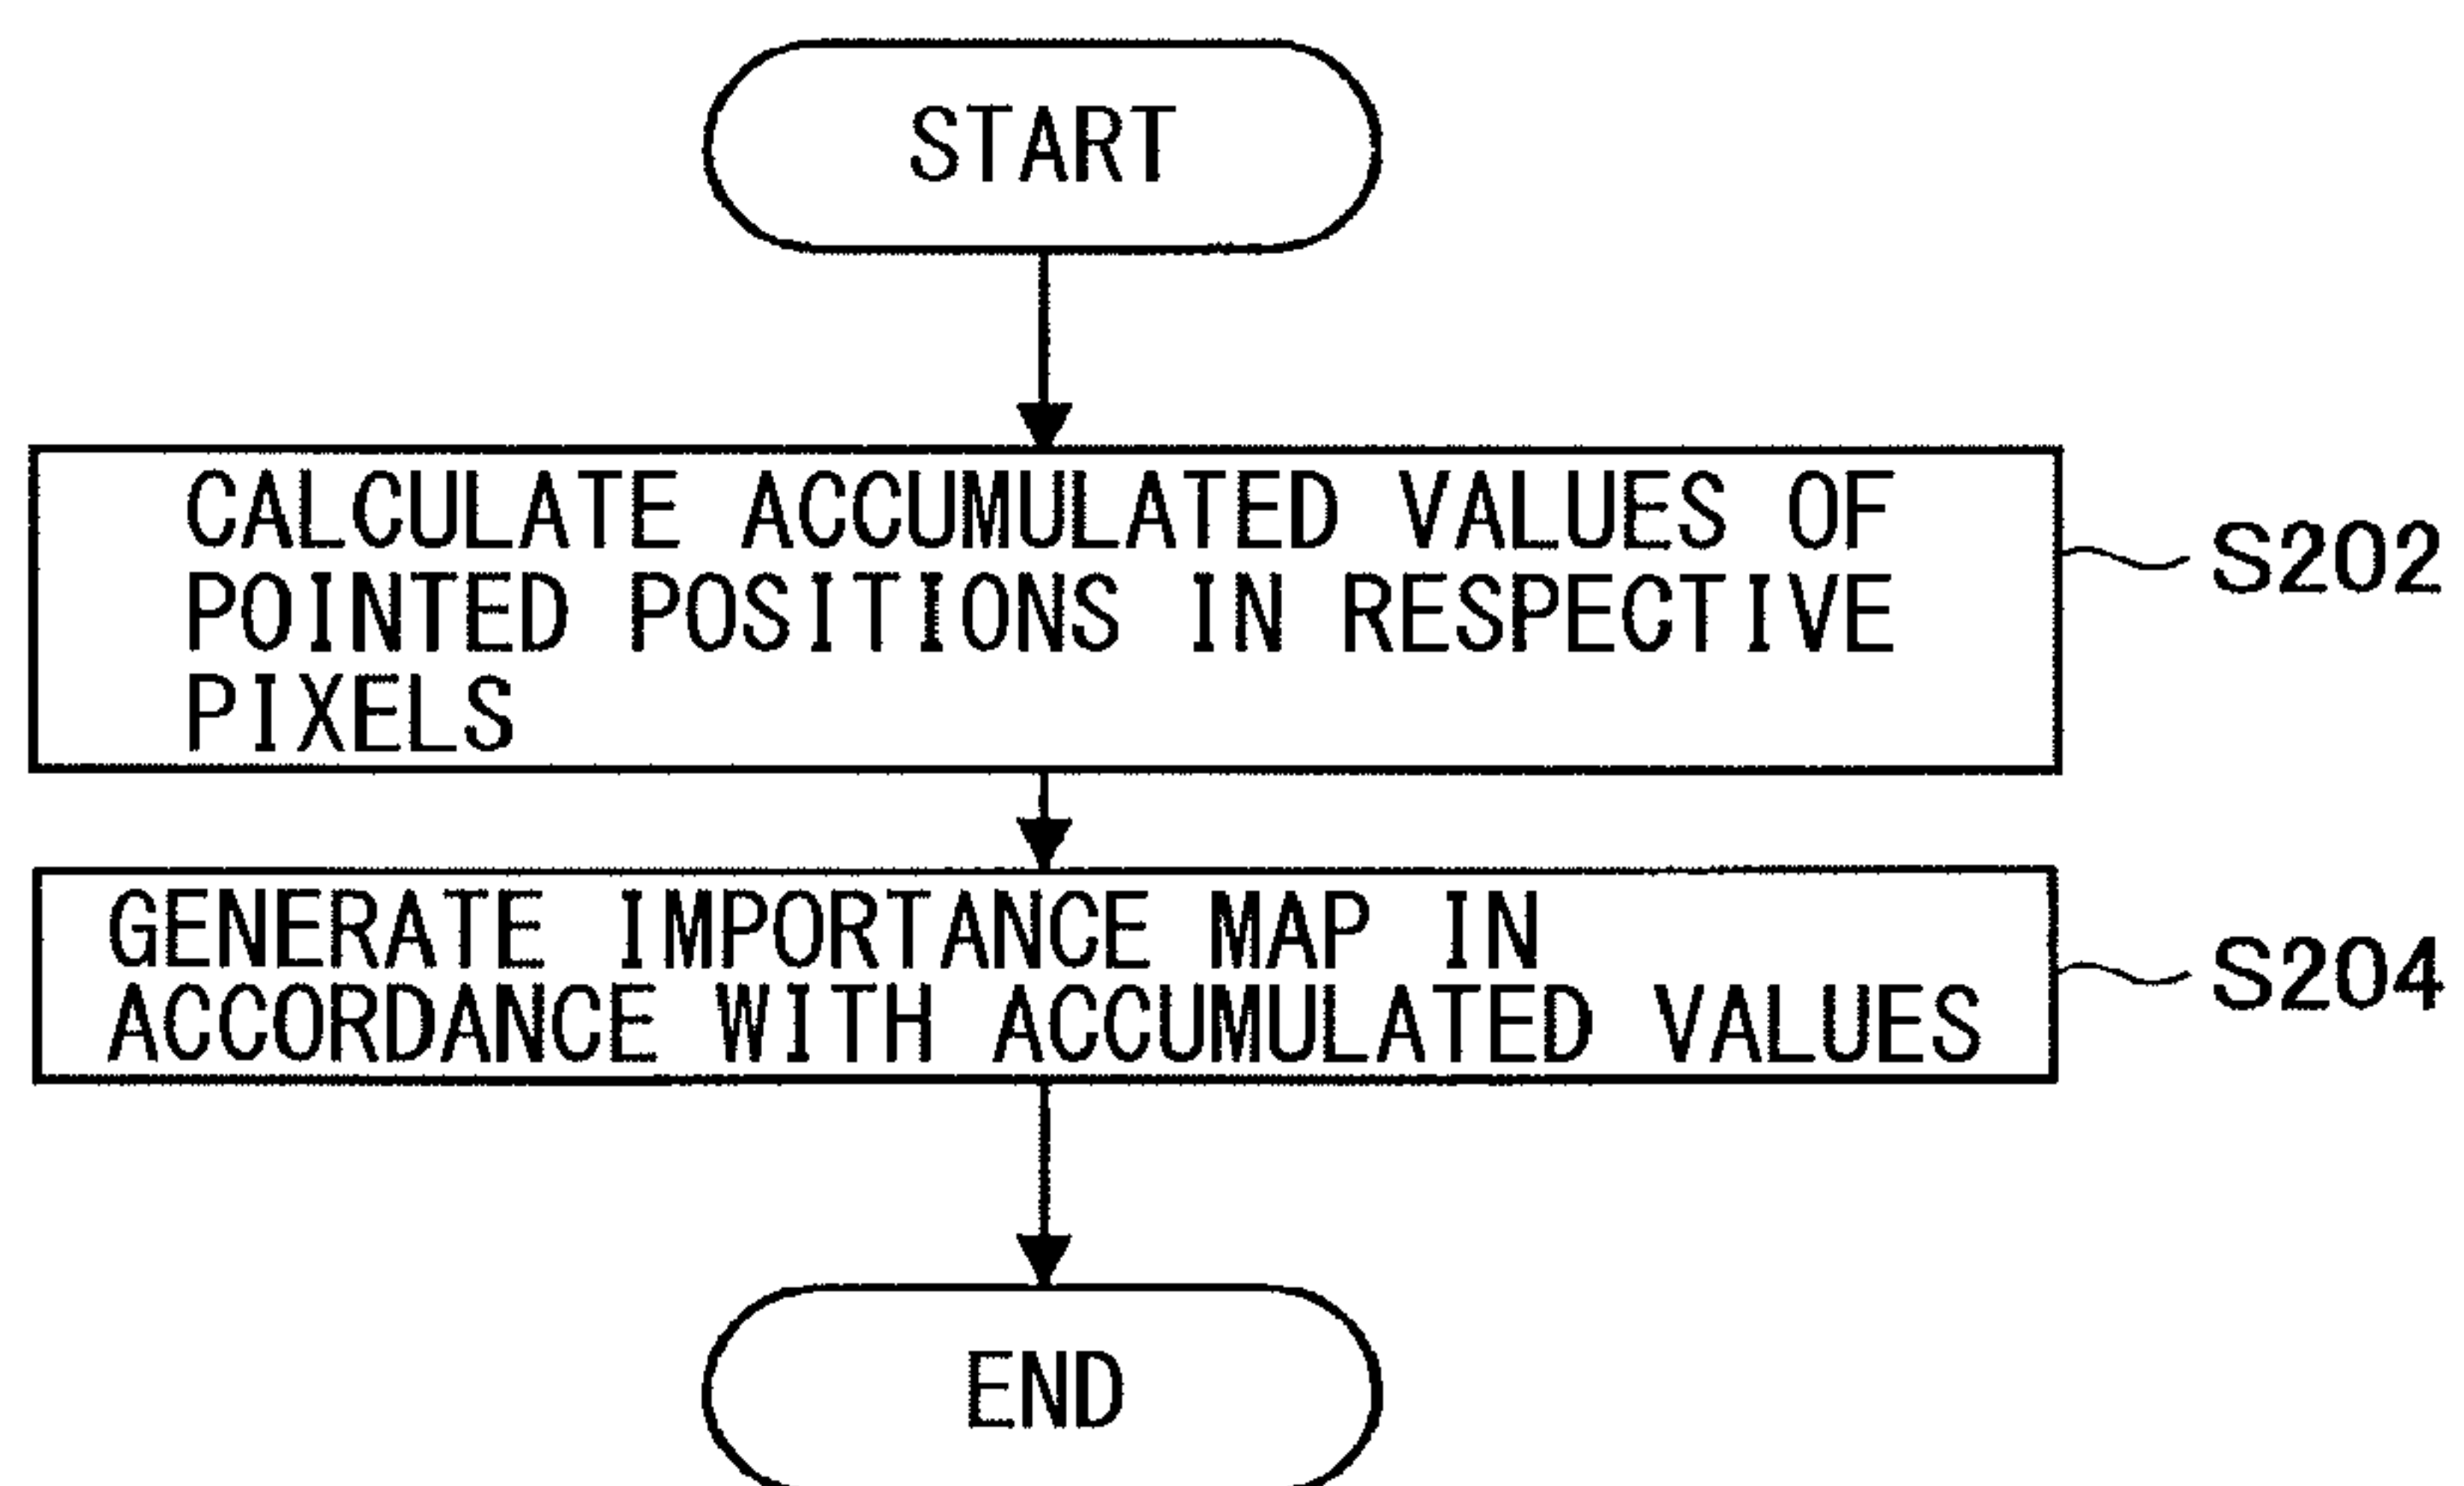 START
CALCULATE ACCUMULATED VALUES OF
POINTED POSITIONS IN RESPECTIVE
PIXELS
S202
GENERATE IMPORTANCE MAP IN
ACCORDANCE WITH ACCUMULATED VALUES
S204
END